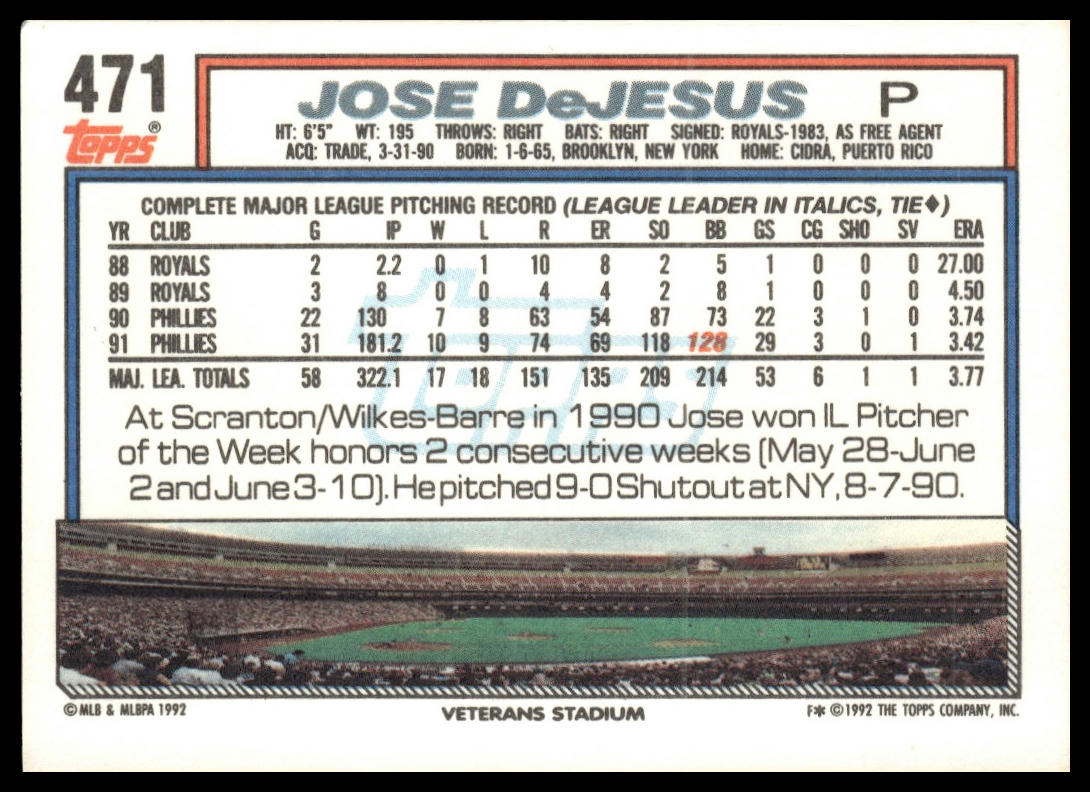 471
topps®
JOSE DeJESUS P
HT: 6'5" WT: 195 THROWS: RIGHT BATS: RIGHT SIGNED: ROYALS-1983, AS FREE AGENT
ACQ: TRADE, 3-31-90 BORN: 1-6-65, BROOKLYN, NEW YORK HOME: CIDRA, PUERTO RICO
COMPLETE MAJOR LEAGUE PITCHING RECORD (LEAGUE LEADER IN ITALICS, TIE♦)
YR CLUB G IP W L R ER SO BB GS CG SHO SV ERA
88 ROYALS 2 2.2 0 1 10 8 2 5 1 0 0 0 27.00
89 ROYALS 3 8 0 0 4 4 2 8 1 0 0 0 4.50
90 PHILLIES 22 130 7 8 63 54 87 73 22 3 1 0 3.74
91 PHILLIES 31 181.2 10 9 74 69 118 128 29 3 0 1 3.42
MAJ. LEA. TOTALS 58 322.1 17 18 151 135 209 214 53 6 1 1 3.77
topps
At Scranton/Wilkes-Barre in 1990 Jose won IL Pitcher
of the Week honors 2 consecutive weeks (May 28-June
2 and June 3-10). He pitched 9-0 Shutout at NY, 8-7-90.
© MLB & MLBPA 1992
VETERANS STADIUM
F* © 1992 THE TOPPS COMPANY, INC.